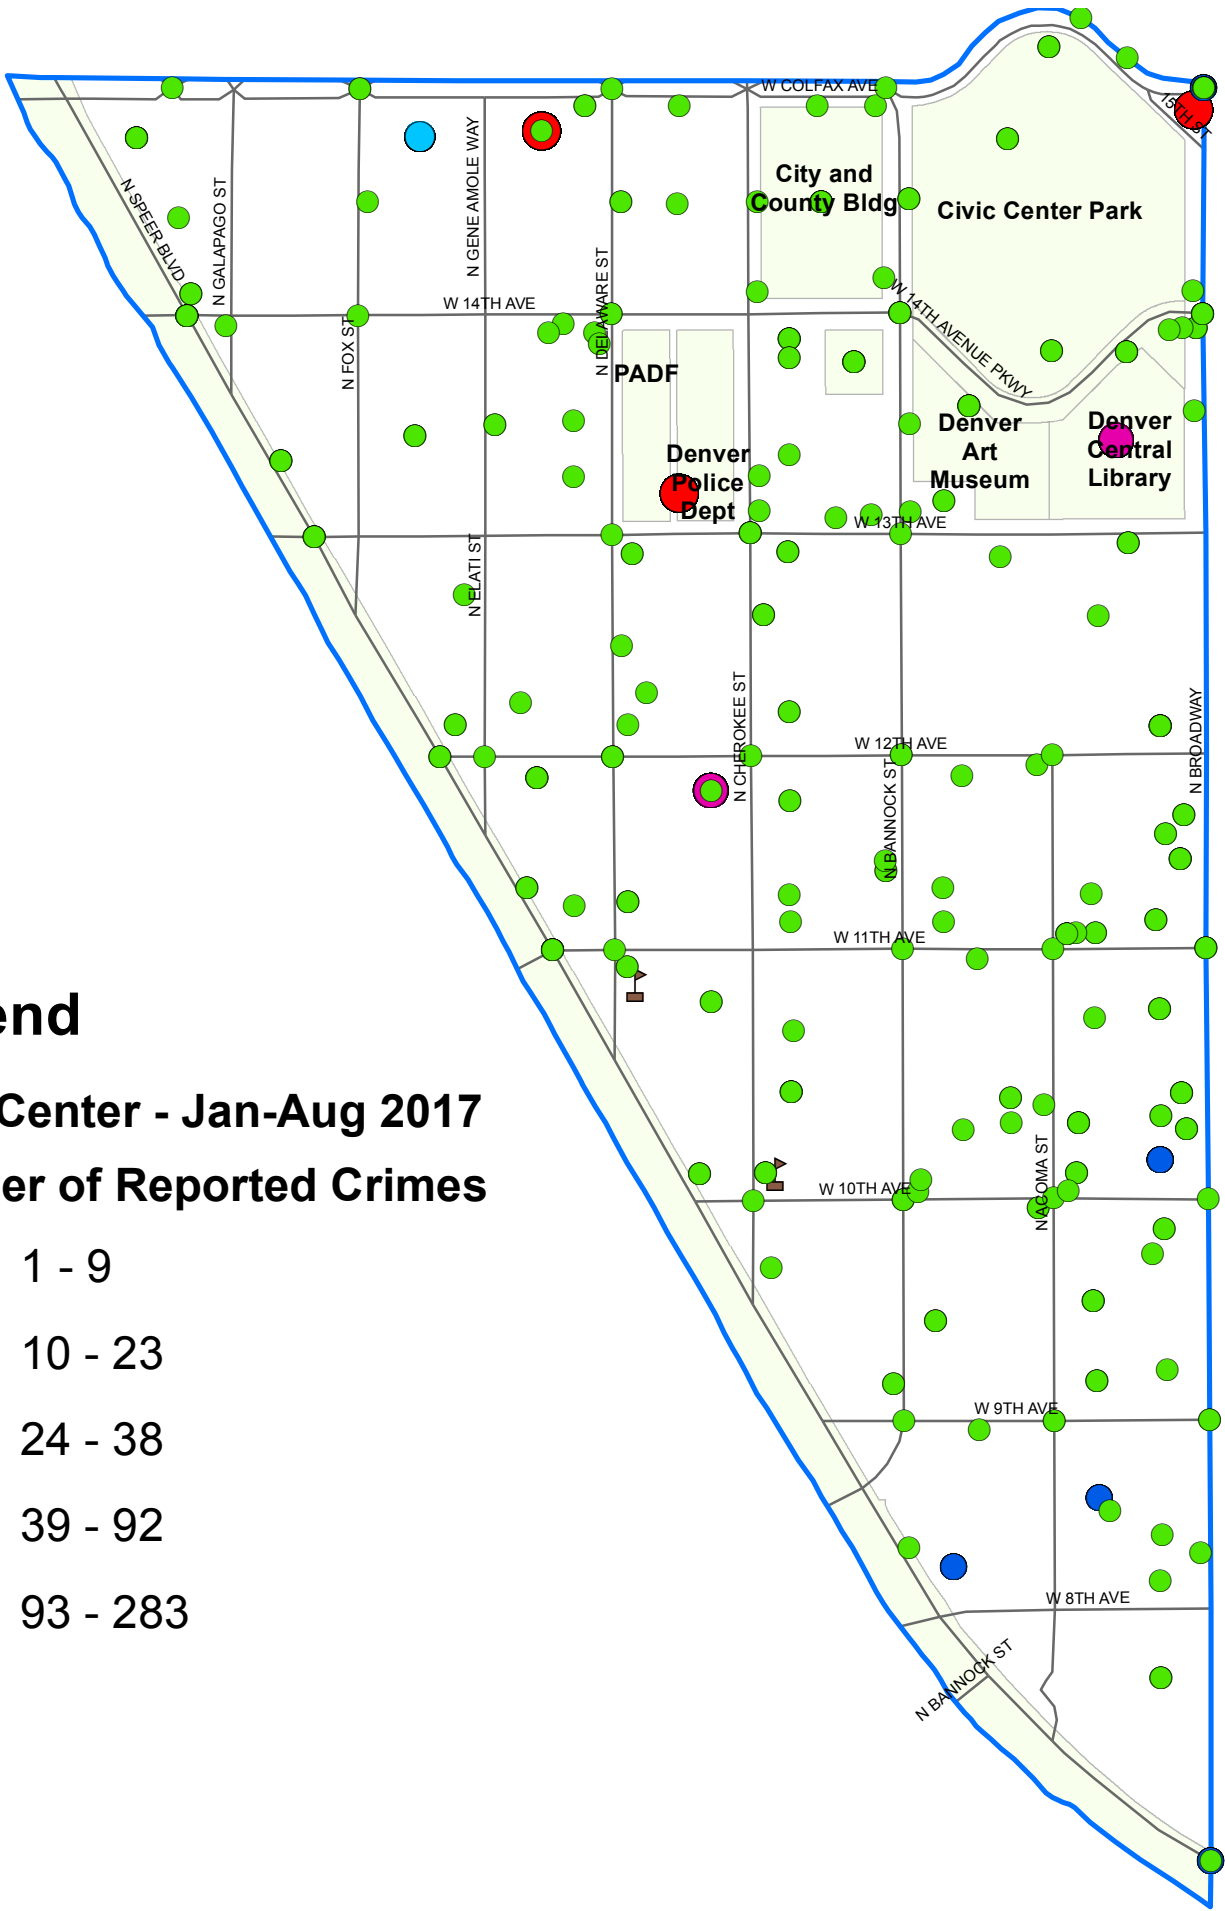 W COLFAX AVE
15TH ST
N GENE AMOLE WAY
City and
County Bldg
N SPEER BLVD
N GALAPAGO ST
Civic Center Park
N DELAWARE ST
W 14TH AVE
W 14TH AVENUE PKWY
N FOX ST
PADF
Denver
Art
Museum
Denver
Central
Library
Denver
Police
Dept
W 13TH AVE
N ELATI ST
N CHEROKEE ST
N BROADWAY
W 12TH AVE
N BANNOCK ST
W 11TH AVE
end
Center - Jan-Aug 2017
er of Reported Crimes
N ACOMA ST
W 10TH AVE
1 - 9
10 - 23
24 - 38
W 9TH AVE
39 - 92
93 - 283
W 8TH AVE
N BANNOCK ST